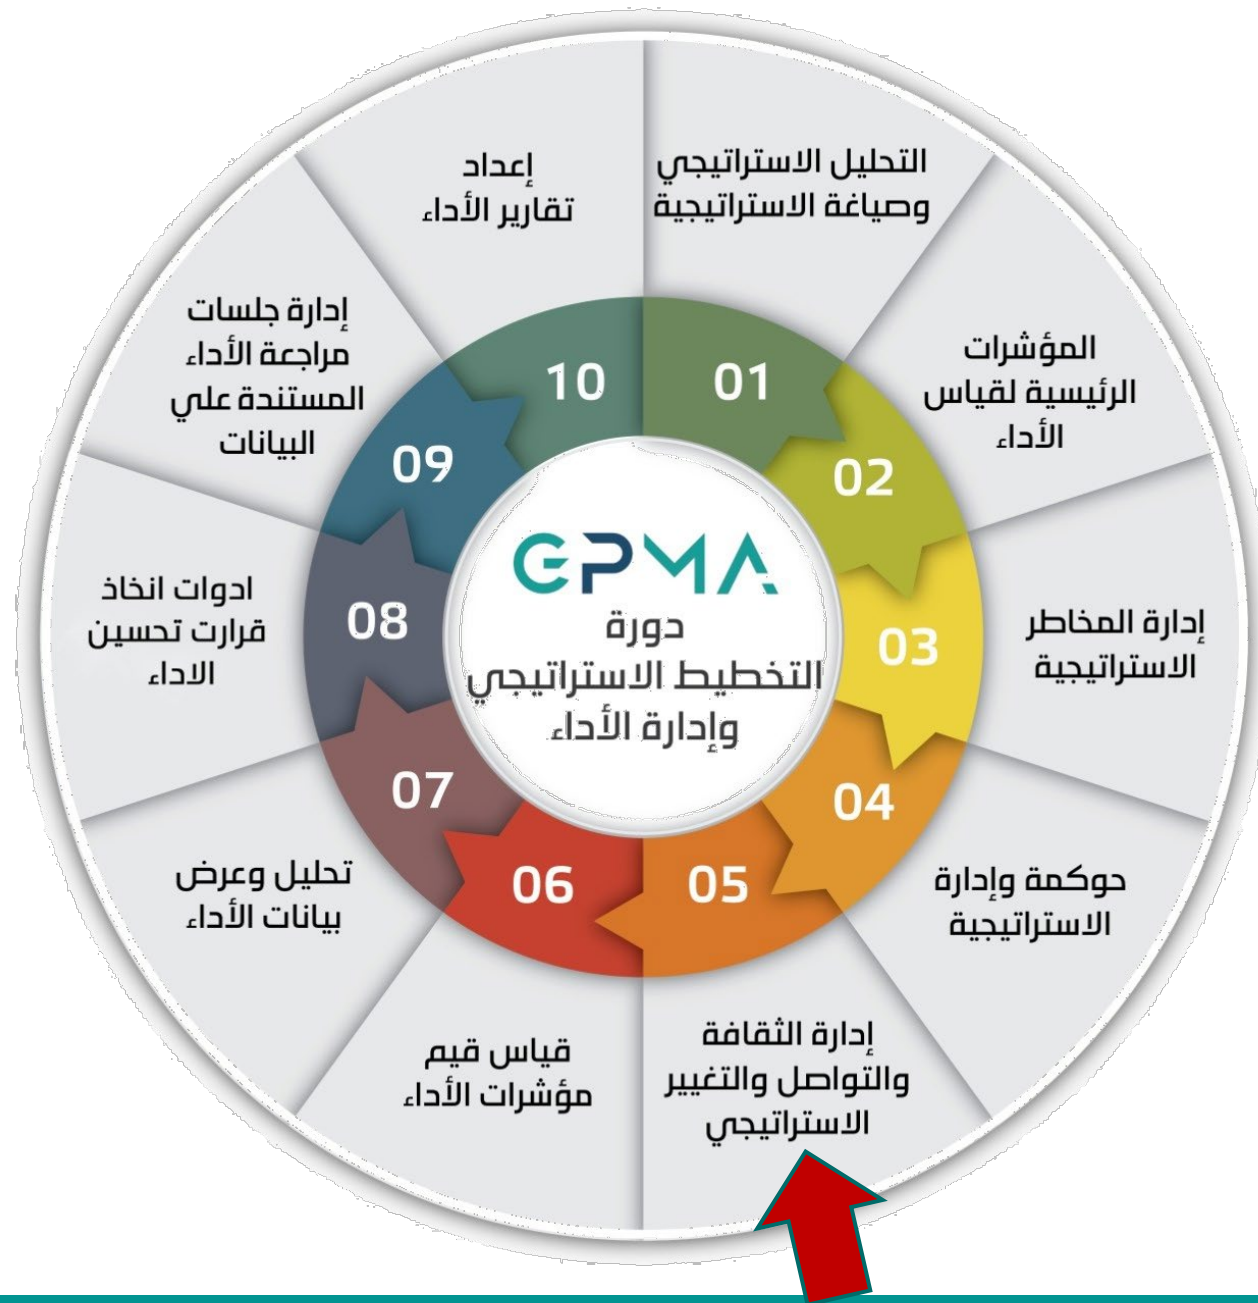 GPMA
دورة
التخطيط الاستراتيجي
وإدارة الأداء
01
التحليل الاستراتيجي
وصياغة الاستراتيجية
02
المؤشرات
الرئيسية لقياس
الأداء
03
إدارة المخاطر
الاستراتيجية
04
حوكمة وإدارة
الاستراتيجية
05
إدارة الثقافة
والتواصل والتغيير
الاستراتيجي
06
قياس قيم
مؤشرات الأداء
07
تحليل وعرض
بيانات الأداء
08
ادوات انخاذ
قرارت تحسين
الاداء
09
إدارة جلسات
مراجعة الأداء
المستندة علي
البيانات
10
إعداد
تقارير الأداء